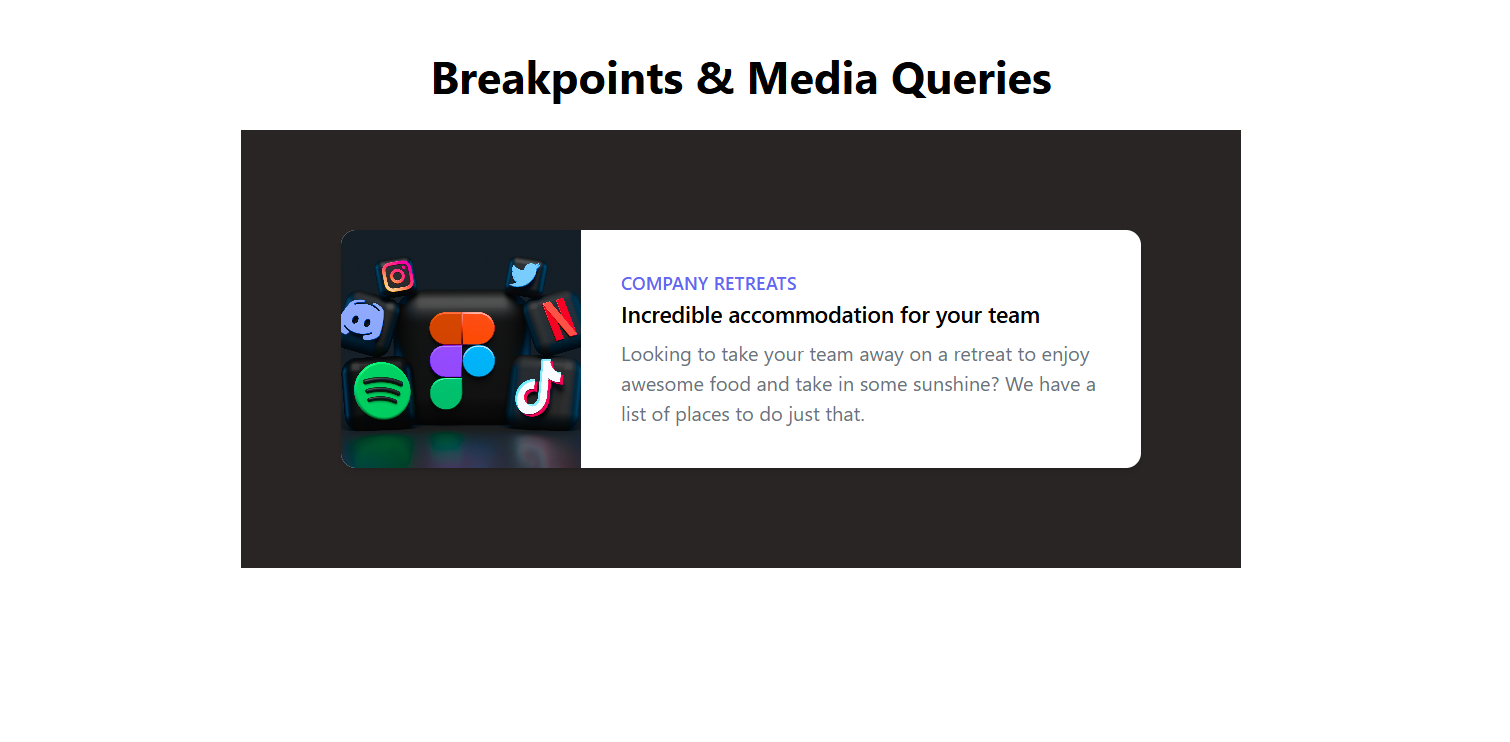 Breakpoints & Media Queries
COMPANY RETREATS
Incredible accommodation for your team
Looking to take your team away on a retreat to enjoy
awesome food and take in some sunshine? We have a
list of places to do just that.